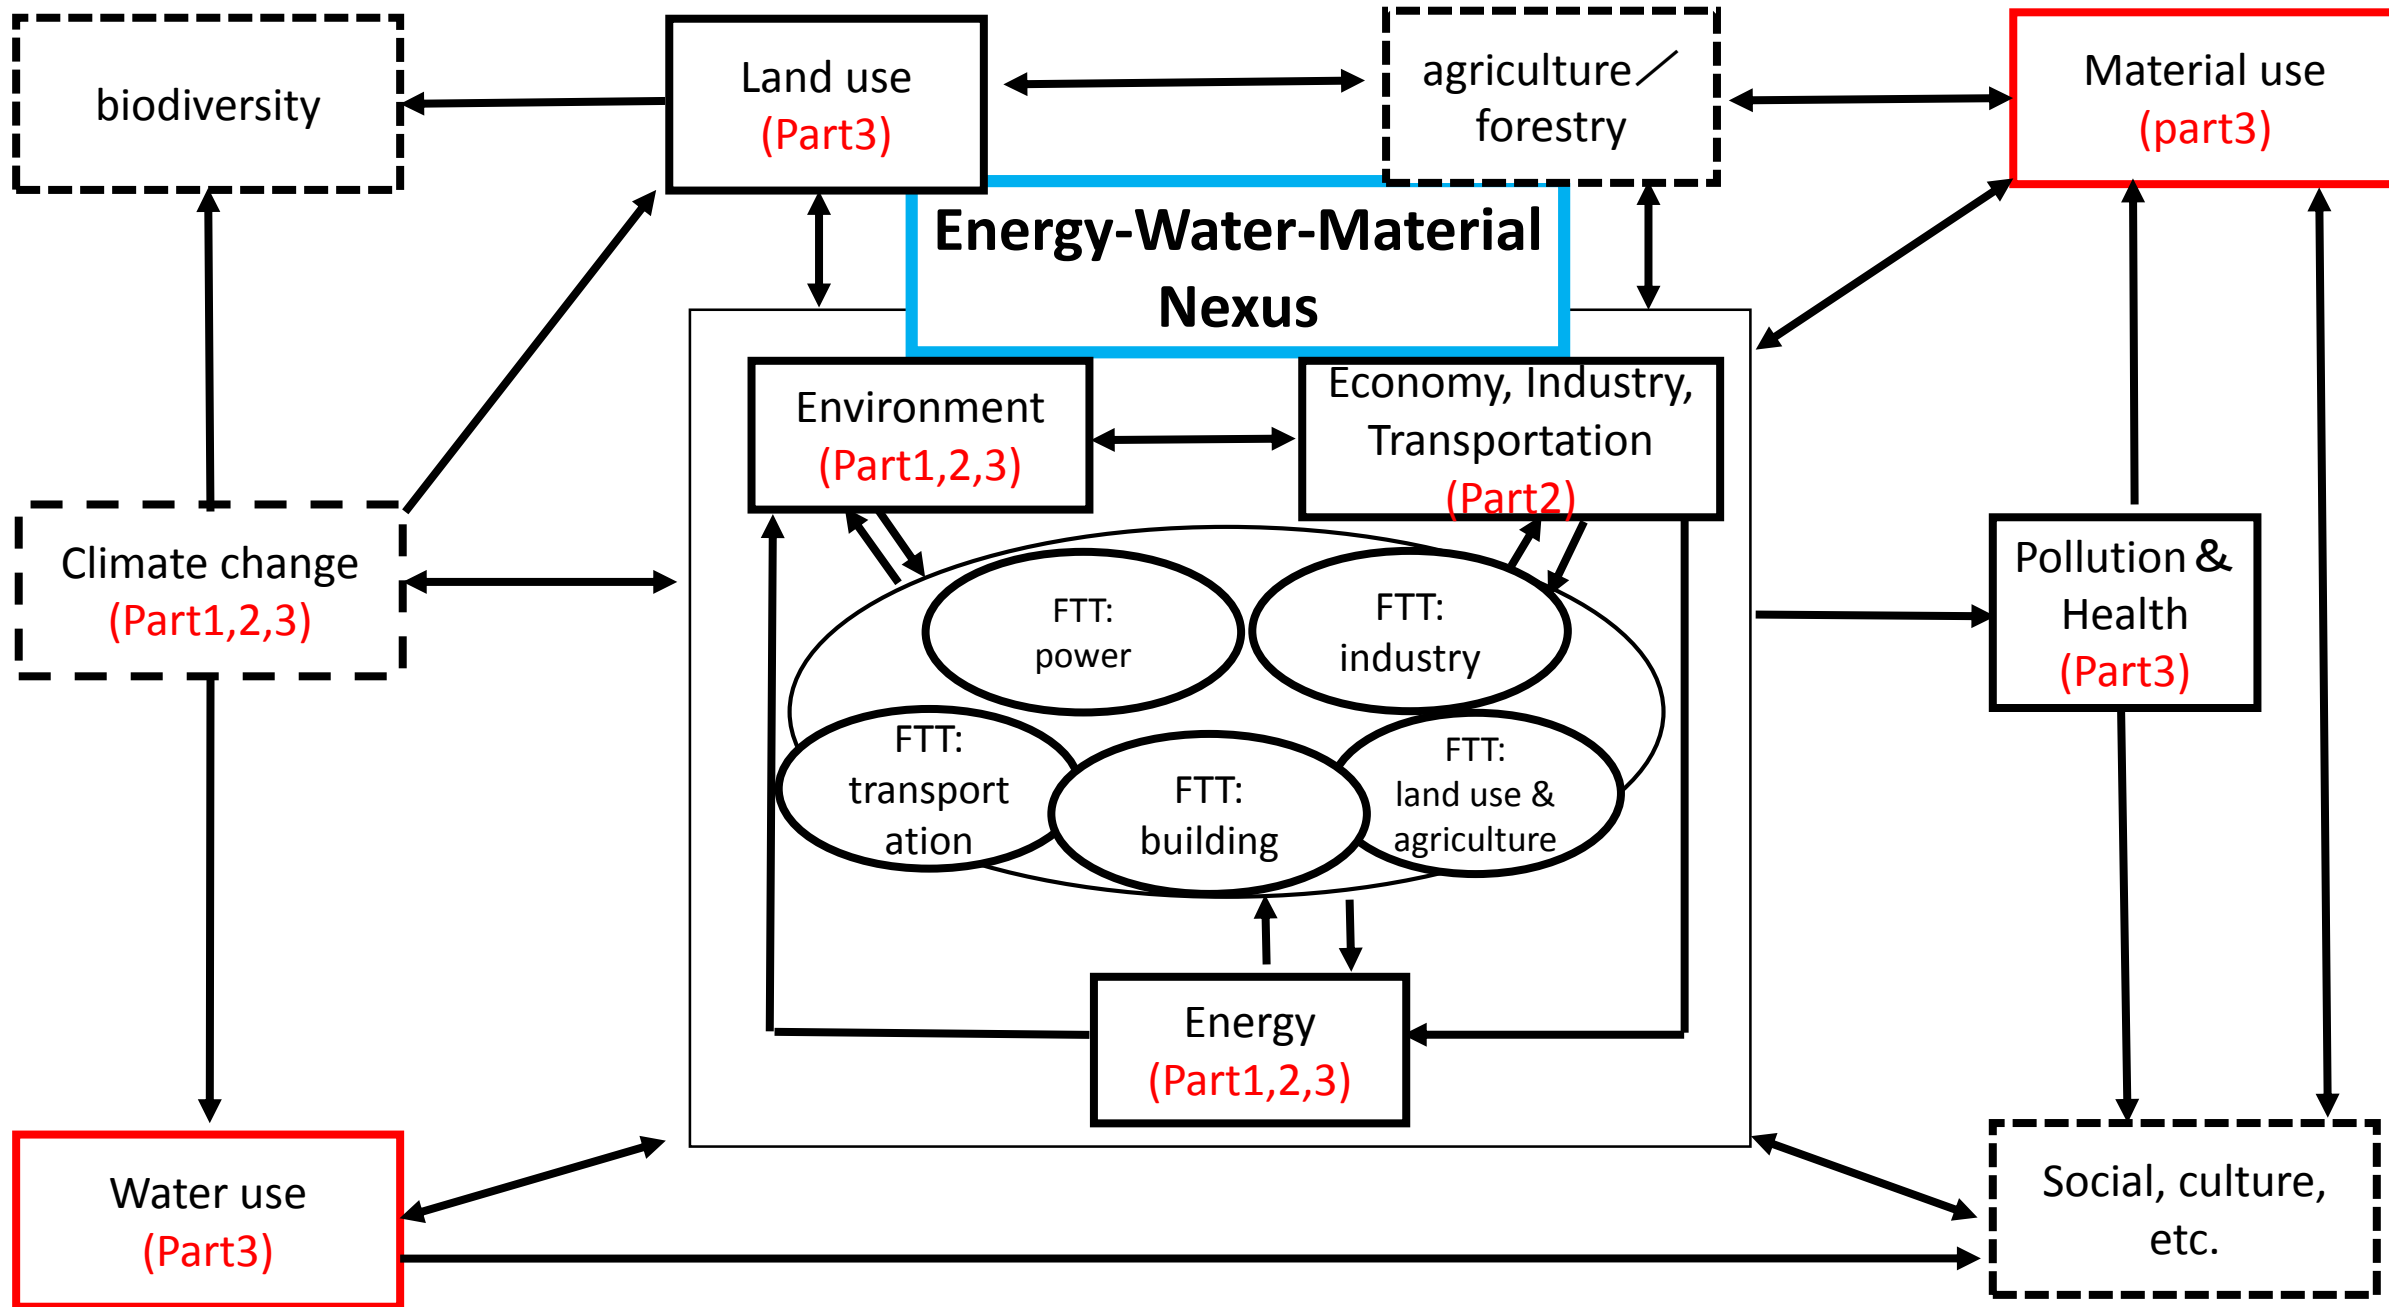 biodiversity
Land use
(Part3)
agriculture／
forestry
Material use
(part3)
Energy-Water-Material
Nexus
Environment
(Part1,2,3)
Economy, Industry,
Transportation
(Part2)
Climate change
(Part1,2,3)
FTT:
power
FTT:
industry
Pollution＆
Health
(Part3)
FTT:
transport
ation
FTT:
building
FTT:
land use &
agriculture
Energy
(Part1,2,3)
Water use
(Part3)
Social, culture,
etc.